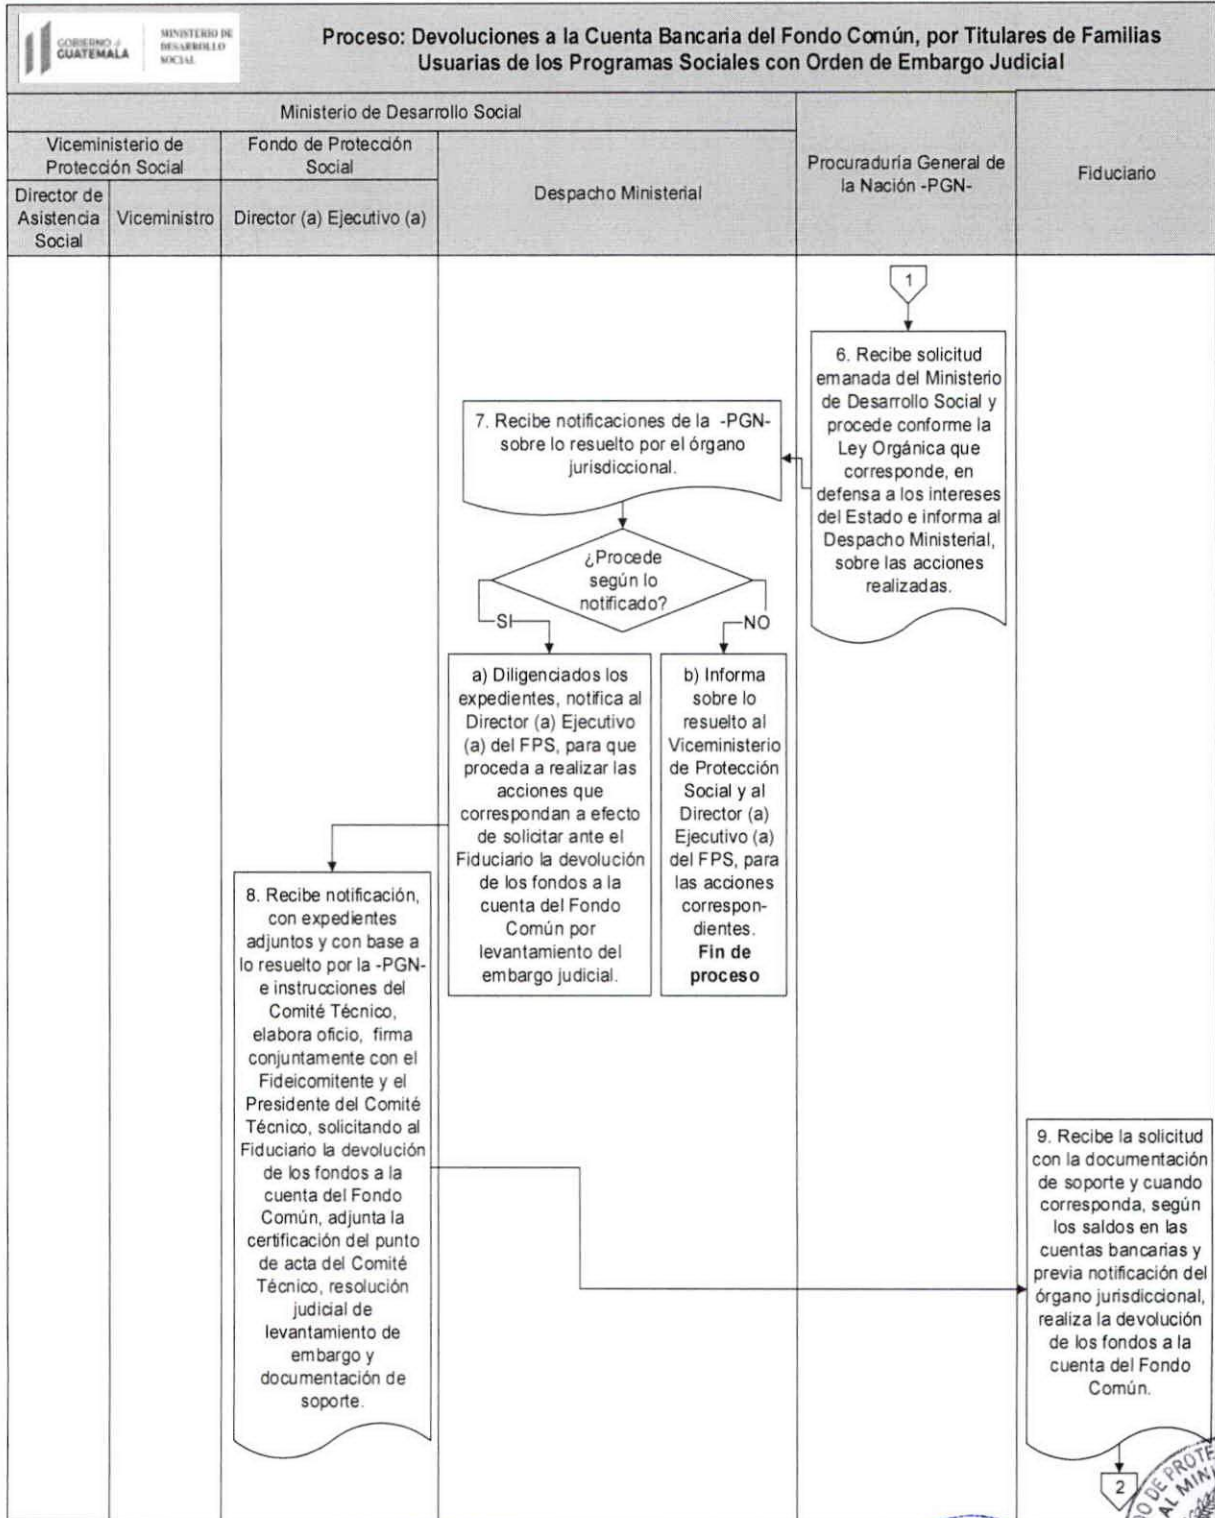 GOBIERNO de
GUATEMALA
MINISTERIO DE
DESARROLLO
SOCIAL
Proceso: Devoluciones a la Cuenta Bancaria del Fondo Común, por Titulares de Familias
Usuarias de los Programas Sociales con Orden de Embargo Judicial
Ministerio de Desarrollo Social
Viceministerio de
Protección Social
Fondo de Protección
Social
Despacho Ministerial
Procuraduría General de
la Nación -PGN-
Fiduciario
Director de
Asistencia
Social
Viceministro
Director (a) Ejecutivo (a)
1
6. Recibe solicitud
emanada del Ministerio
de Desarrollo Social y
procede conforme la
Ley Orgánica que
corresponde, en
defensa a los intereses
del Estado e informa al
Despacho Ministerial,
sobre las acciones
realizadas.
7. Recibe notificaciones de la -PGN-
sobre lo resuelto por el órgano
jurisdiccional.
¿Procede
según lo
notificado?
SI
NO
a) Diligenciados los
expedientes, notifica al
Director (a) Ejecutivo
(a) del FPS, para que
proceda a realizar las
acciones que
correspondan a efecto
de solicitar ante el
Fiduciario la devolución
de los fondos a la
cuenta del Fondo
Común por
levantamiento del
embargo judicial.
b) Informa
sobre lo
resuelto al
Viceministerio
de Protección
Social y al
Director (a)
Ejecutivo (a)
del FPS, para
las acciones
correspon-
dientes.
Fin de
proceso
8. Recibe notificación,
con expedientes
adjuntos y con base a
lo resuelto por la -PGN-
e instrucciones del
Comité Técnico,
elabora oficio, firma
conjuntamente con el
Fideicomitente y el
Presidente del Comité
Técnico, solicitando al
Fiduciario la devolución
de los fondos a la
cuenta del Fondo
Común, adjunta la
certificación del punto
de acta del Comité
Técnico, resolución
judicial de
levantamiento de
embargo y
documentación de
soporte.
9. Recibe la solicitud
con la documentación
de soporte y cuando
corresponda, según
los saldos en las
cuentas bancarias y
previa notificación del
órgano jurisdiccional,
realiza la devolución
de los fondos a la
cuenta del Fondo
Común.
2